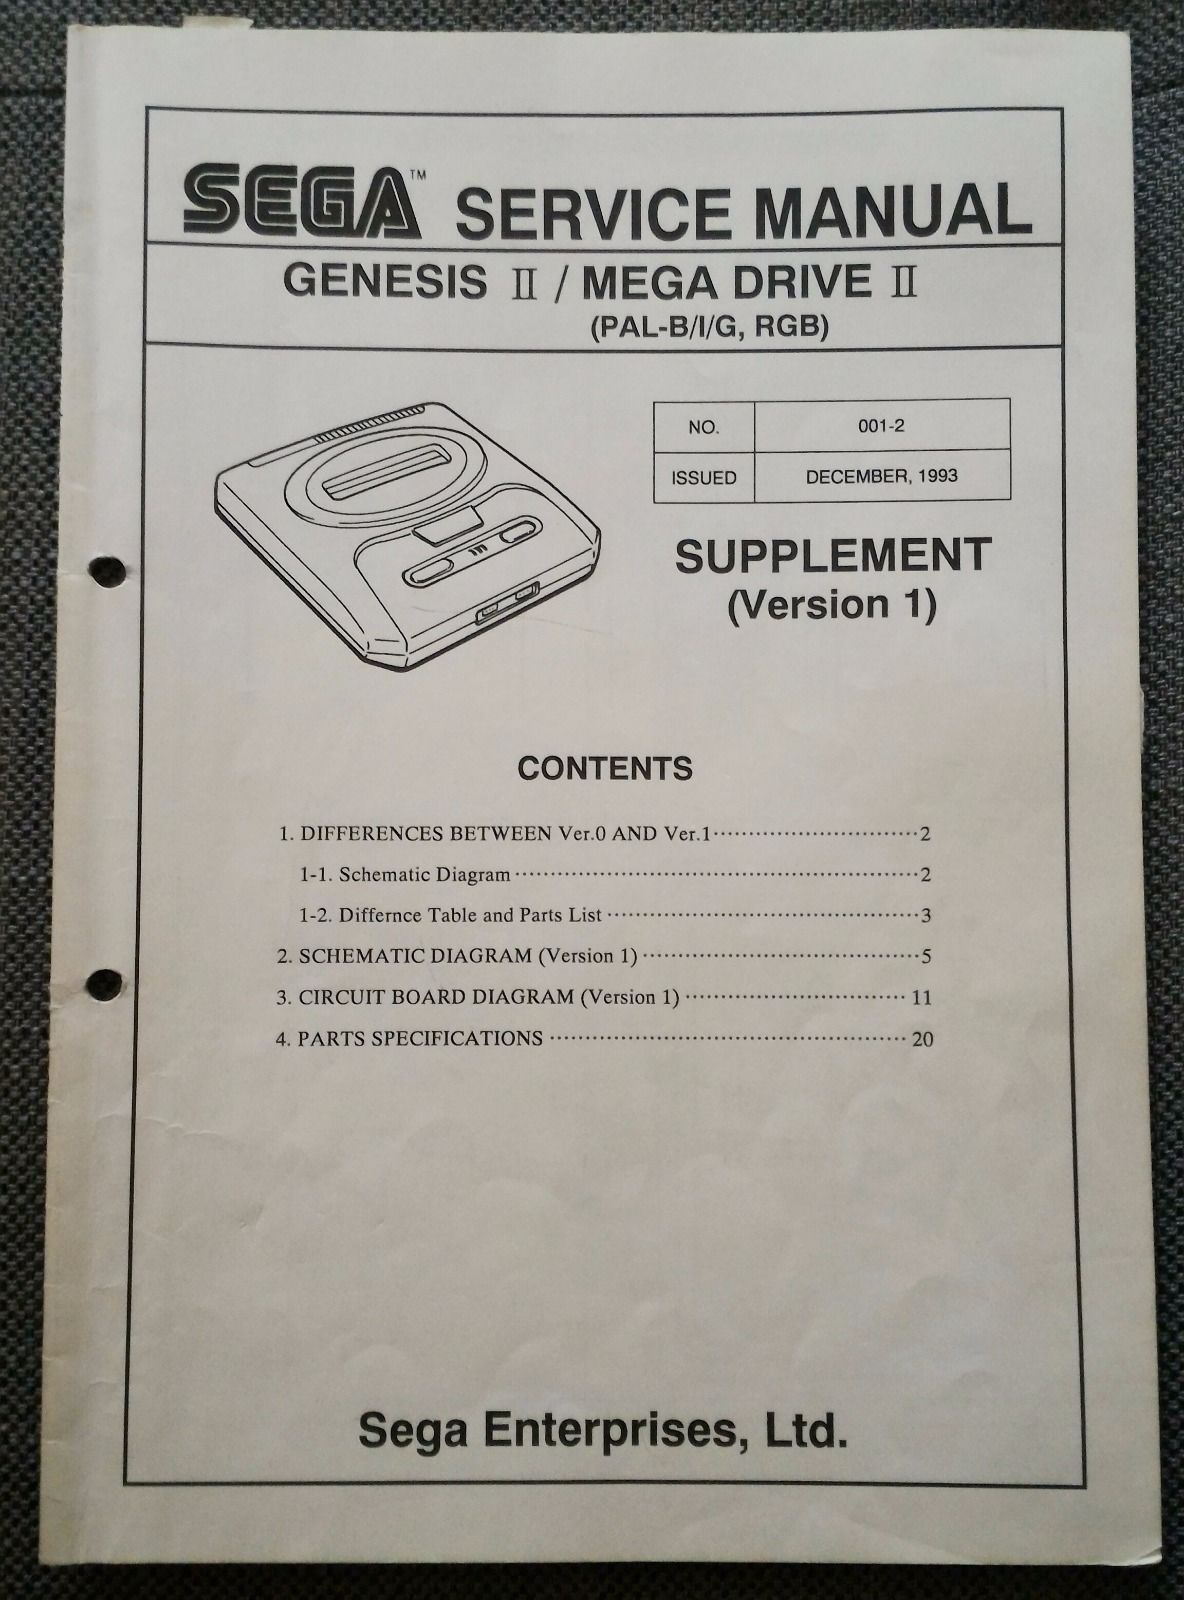 SEGA™ SERVICE MANUAL
GENESIS II / MEGA DRIVE II
(PAL-B/I/G, RGB)
NO. 001-2
ISSUED DECEMBER, 1993
SUPPLEMENT
(Version 1)
CONTENTS
1. DIFFERENCES BETWEEN Ver.0 AND Ver.1 ····························· 2
1-1. Schematic Diagram ························································· 2
1-2. Differnce Table and Parts List ············································ 3
2. SCHEMATIC DIAGRAM (Version 1) ······································· 5
3. CIRCUIT BOARD DIAGRAM (Version 1) ······························· 11
4. PARTS SPECIFICATIONS ·················································· 20
Sega Enterprises, Ltd.